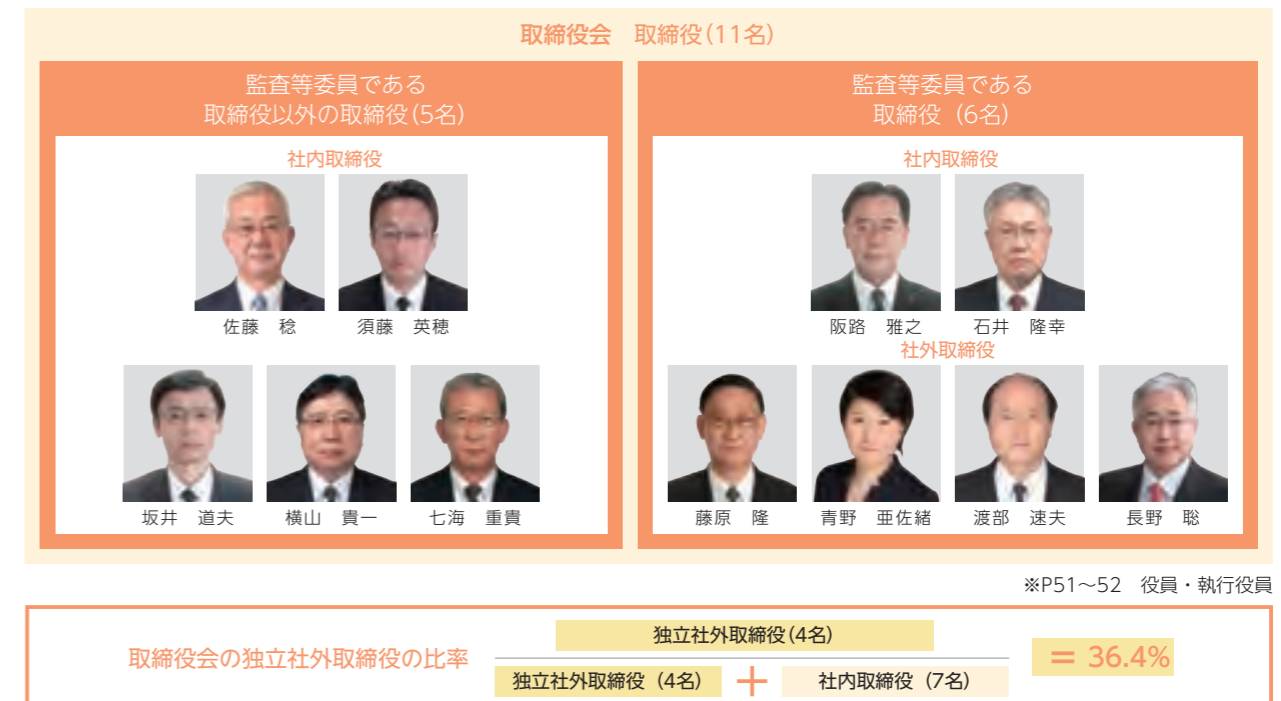 取締役会　取締役(11名)
監査等委員である
取締役以外の取締役(5名)
社内取締役
佐藤　稔　須藤　英穂
坂井　道夫　横山　貴一　七海　重貴
監査等委員である
取締役（6名）
社内取締役
阪路　雅之　石井　隆幸
社外取締役
藤原　隆　青野　亜佐緒　渡部　速夫　長野　聡
※P51～52　役員・執行役員
取締役会の独立社外取締役の比率
独立社外取締役(4名)
独立社外取締役（4名）＋社内取締役（7名）
＝ 36.4%